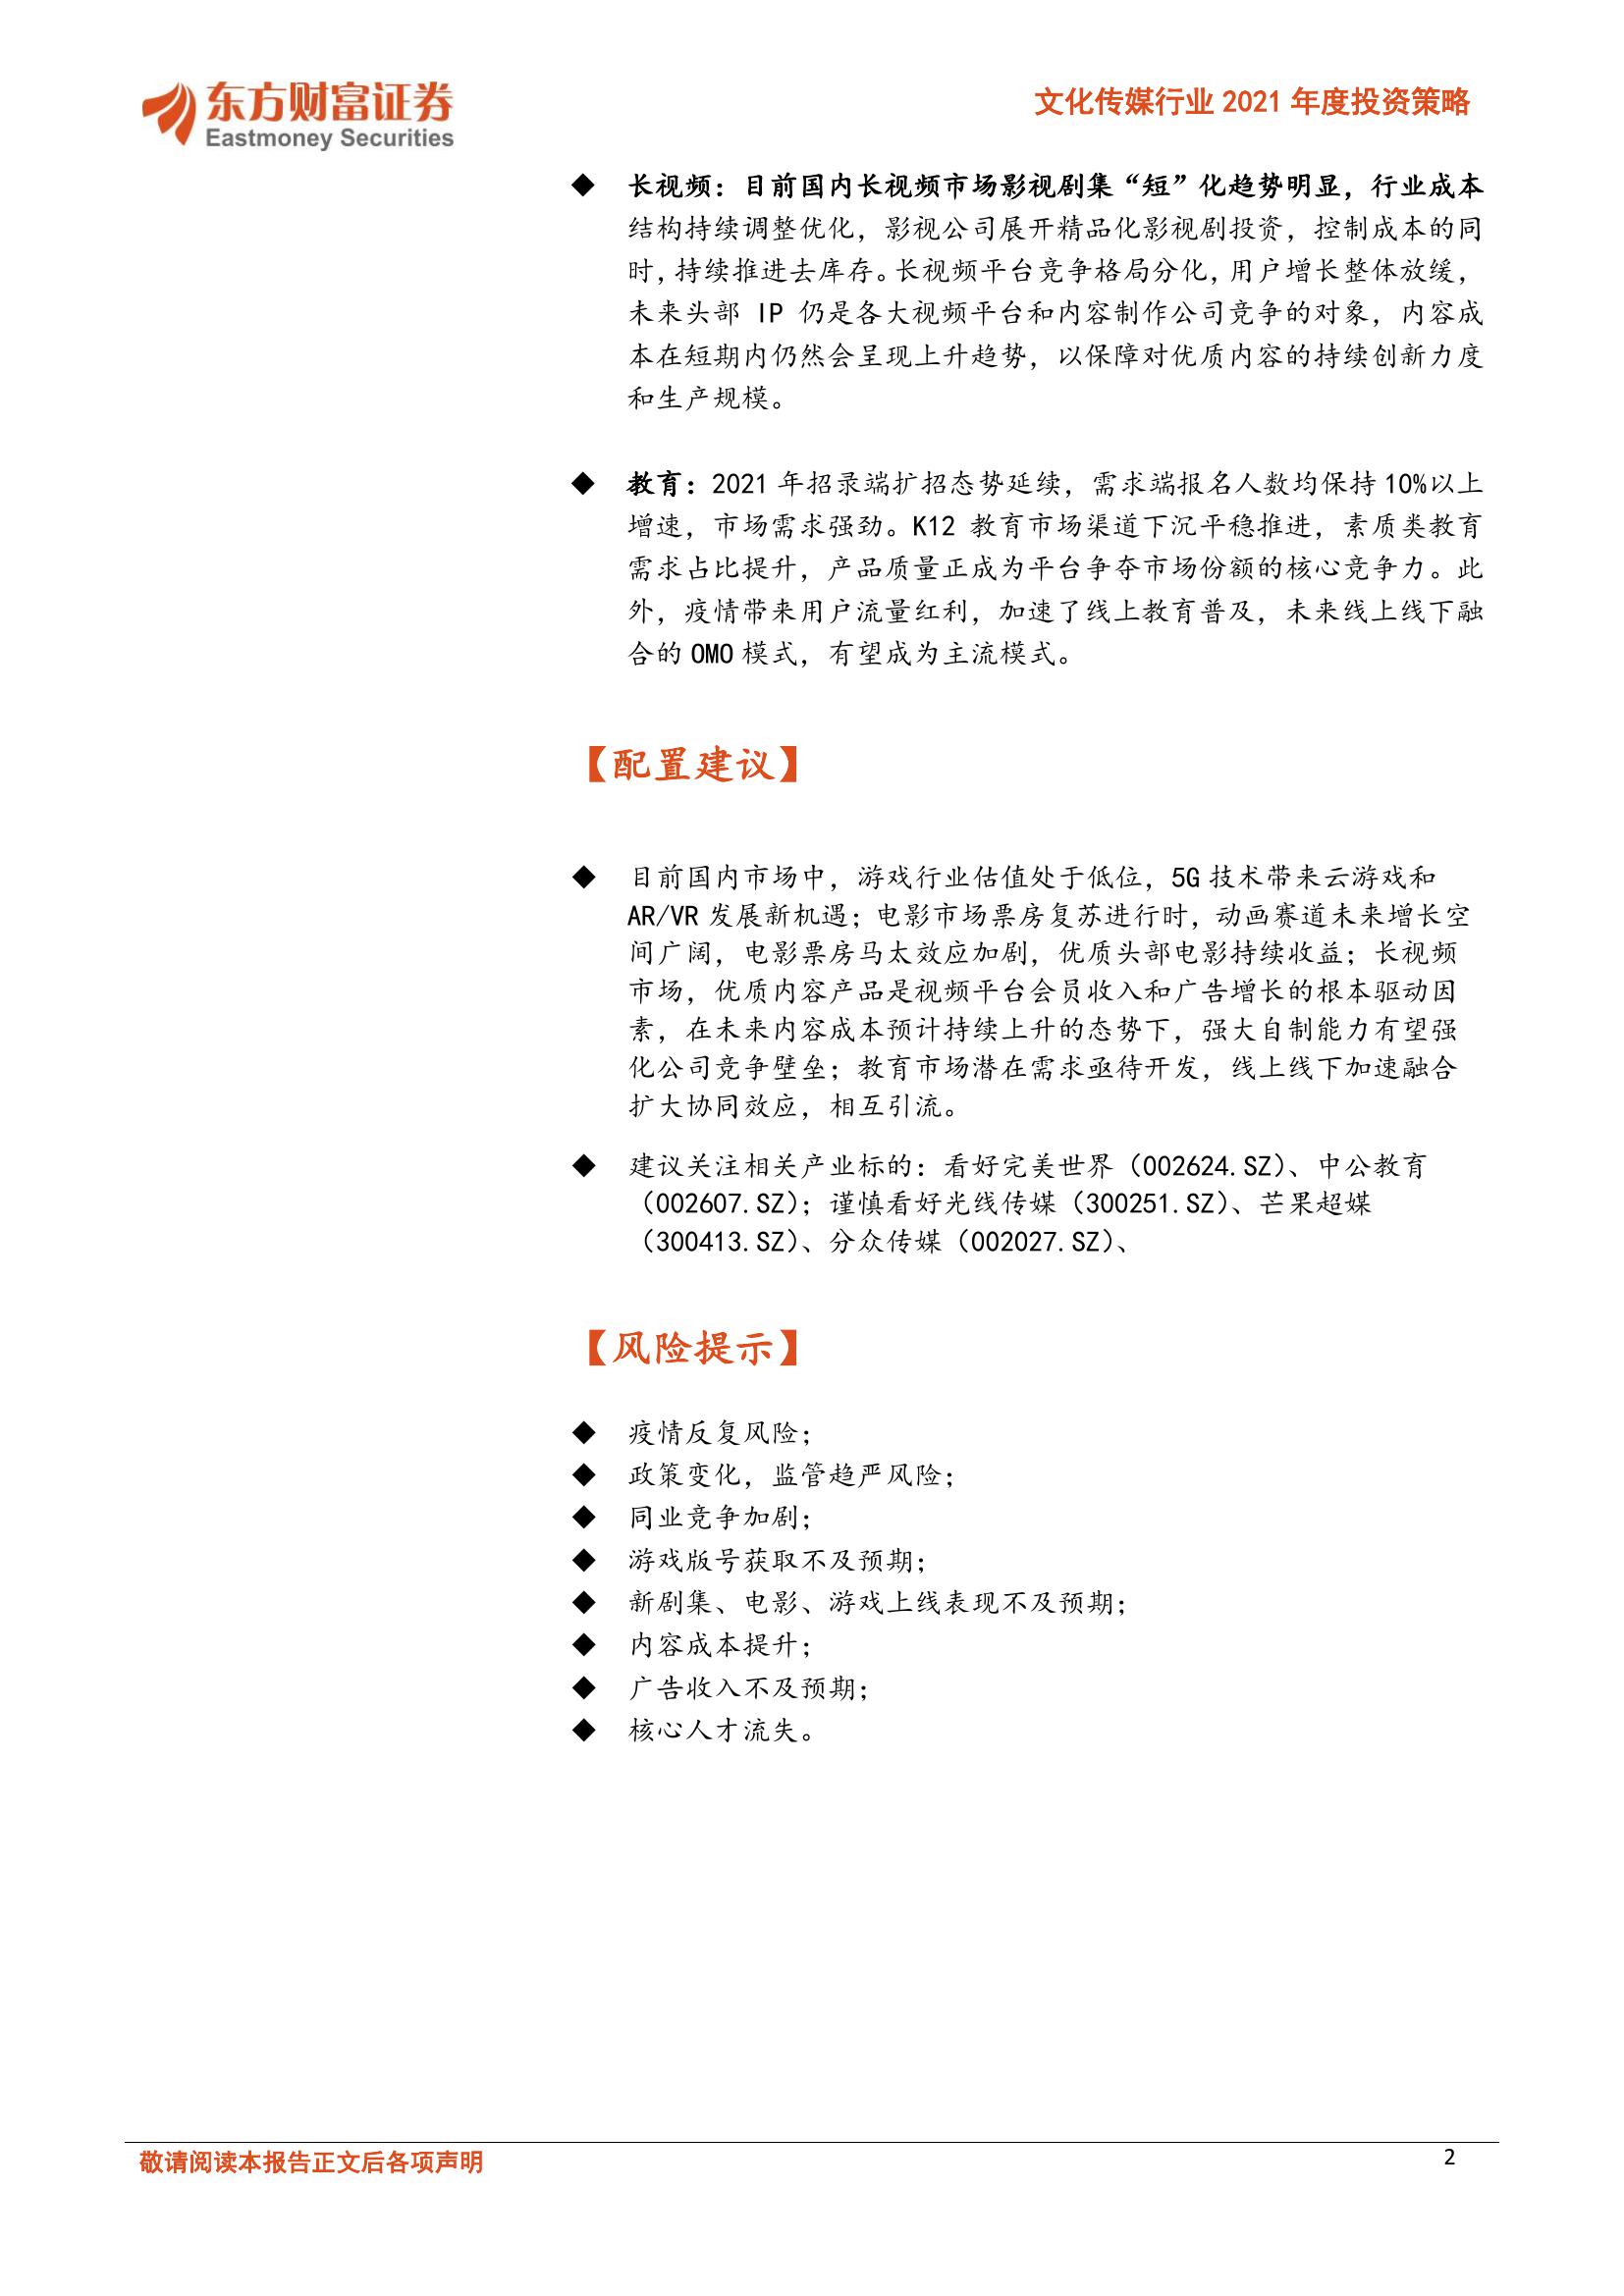 东方财富证券
Eastmoney Securities
文化传媒行业 2021 年度投资策略
◆ 长视频：目前国内长视频市场影视剧集“短”化趋势明显，行业成本
结构持续调整优化，影视公司展开精品化影视剧投资，控制成本的同
时，持续推进去库存。长视频平台竞争格局分化，用户增长整体放缓，
未来头部 IP 仍是各大视频平台和内容制作公司竞争的对象，内容成
本在短期内仍然会呈现上升趋势，以保障对优质内容的持续创新力度
和生产规模。
◆ 教育：2021 年招录端扩招态势延续，需求端报名人数均保持 10%以上
增速，市场需求强劲。K12 教育市场渠道下沉平稳推进，素质类教育
需求占比提升，产品质量正成为平台争夺市场份额的核心竞争力。此
外，疫情带来用户流量红利，加速了线上教育普及，未来线上线下融
合的 OMO 模式，有望成为主流模式。
【配置建议】
◆ 目前国内市场中，游戏行业估值处于低位，5G 技术带来云游戏和
AR/VR 发展新机遇；电影市场票房复苏进行时，动画赛道未来增长空
间广阔，电影票房马太效应加剧，优质头部电影持续收益；长视频
市场，优质内容产品是视频平台会员收入和广告增长的根本驱动因
素，在未来内容成本预计持续上升的态势下，强大自制能力有望强
化公司竞争壁垒；教育市场潜在需求亟待开发，线上线下加速融合
扩大协同效应，相互引流。
◆ 建议关注相关产业标的：看好完美世界（002624.SZ）、中公教育
（002607.SZ）；谨慎看好光线传媒（300251.SZ）、芒果超媒
（300413.SZ）、分众传媒（002027.SZ）、
【风险提示】
◆ 疫情反复风险；
◆ 政策变化，监管趋严风险；
◆ 同业竞争加剧；
◆ 游戏版号获取不及预期；
◆ 新剧集、电影、游戏上线表现不及预期；
◆ 内容成本提升；
◆ 广告收入不及预期；
◆ 核心人才流失。
敬请阅读本报告正文后各项声明
2